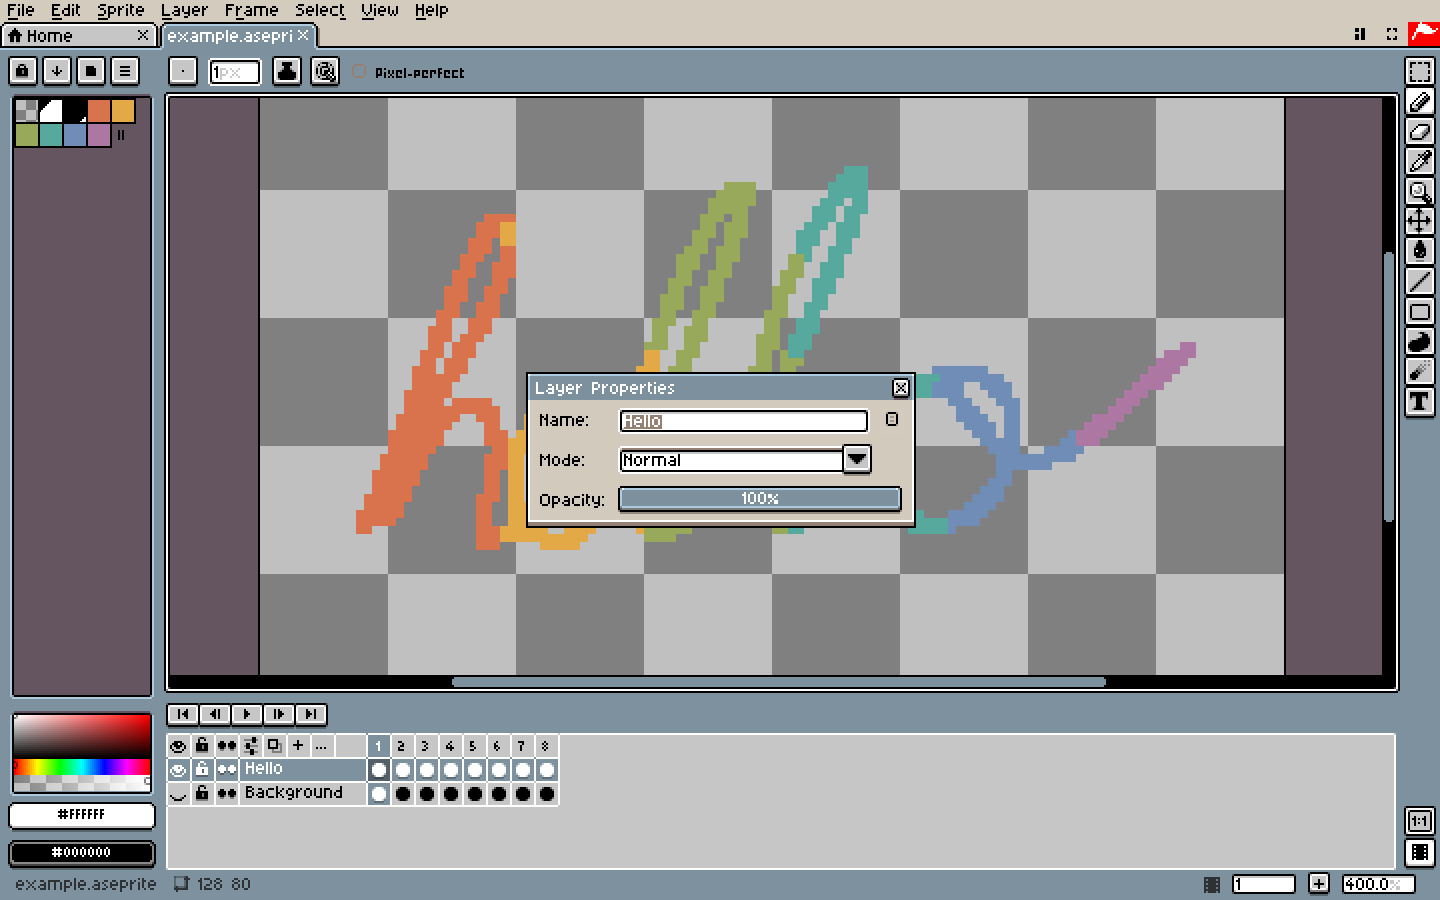 File Edit Sprite Layer Frame Select View Help
Home
example.asepri
1px
Pixel-perfect
Layer Properties
Name: Hello
Mode: Normal
Opacity: 100%
1 2 3 4 5 6 7 8
Hello
Background
#FFFFFF
#000000
1:1
example.aseprite 128 80
1
400.0%